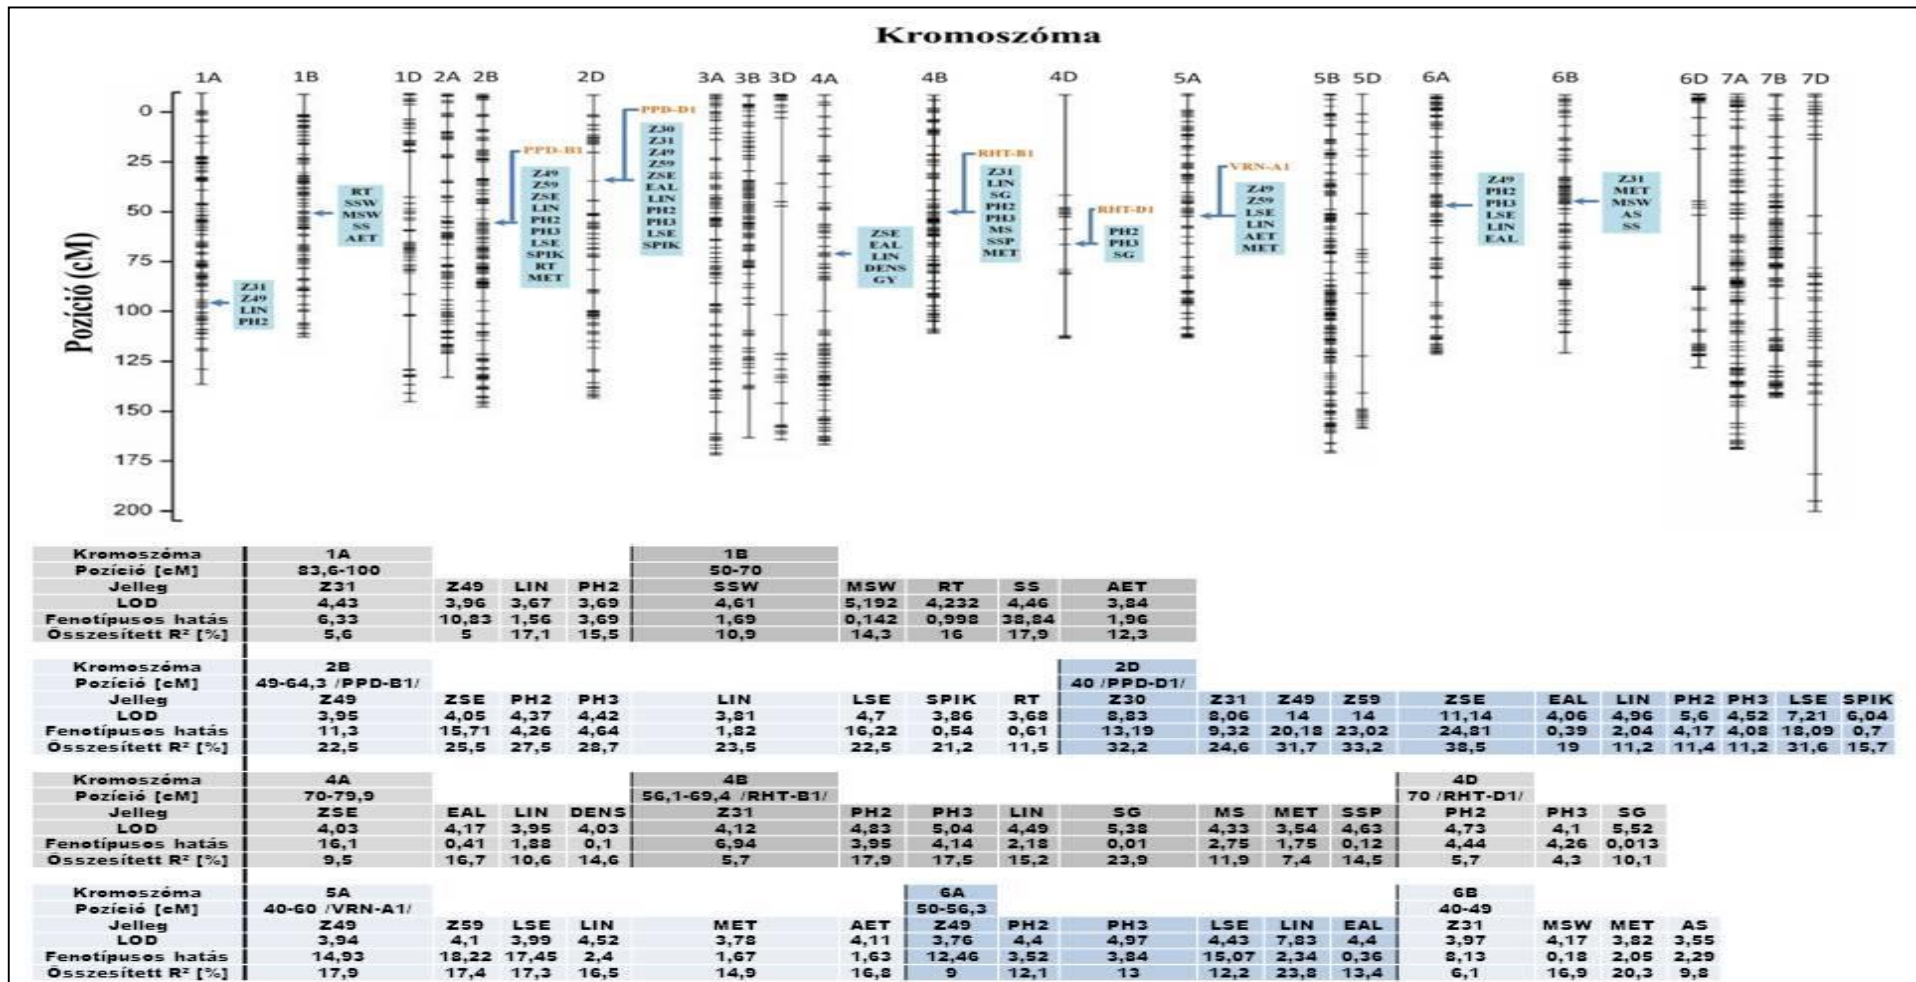 Kromoszóma
1A 1B 1D 2A 2B 2D 3A 3B 3D 4A 4B 4D 5A 5B 5D 6A 6B 6D 7A 7B 7D
Pozíció (cM)
0
25
50
75
100
125
150
175
200
Z31
Z49
LIN
PH2
RT
SSW
MSW
SS
AET
PPD-B1
Z49
Z59
ZSE
LIN
PH2
PH3
LSE
SPIK
RT
MET
PPD-D1
Z30
Z31
Z49
Z59
ZSE
EAL
LIN
PH2
PH3
LSE
SPIK
ZSE
EAL
LIN
DENS
GY
RHT-B1
Z31
LIN
SG
PH2
PH3
MS
SSP
MET
RHT-D1
PH2
PH3
SG
VRN-A1
Z49
Z59
LSE
LIN
AET
MET
Z49
PH2
PH3
LSE
LIN
EAL
Z31
MET
MSW
AS
SS
Kromoszóma 1A 1B
Pozíció [cM] 83,6-100 50-70
Jelleg Z31 Z49 LIN PH2 SSW MSW RT SS AET
LOD 4,43 3,96 3,67 3,69 4,61 5,192 4,232 4,46 3,84
Fenotípusos hatás 6,33 10,83 1,56 3,69 1,69 0,142 0,998 38,84 1,96
Összesített R² [%] 5,6 5 17,1 15,5 10,9 14,3 16 17,9 12,3
Kromoszóma 2B 2D
Pozíció [cM] 49-64,3 /PPD-B1/ 40 /PPD-D1/
Jelleg Z49 ZSE PH2 PH3 LIN LSE SPIK RT Z30 Z31 Z49 Z59 ZSE EAL LIN PH2 PH3 LSE SPIK
LOD 3,95 4,05 4,37 4,42 3,81 4,7 3,86 3,68 8,83 8,06 14 14 11,14 4,06 4,96 5,6 4,52 7,21 6,04
Fenotípusos hatás 11,3 15,71 4,26 4,64 1,82 16,22 0,54 0,61 13,19 9,32 20,18 23,02 24,81 0,39 2,04 4,17 4,08 18,09 0,7
Összesített R² [%] 22,5 25,5 27,5 28,7 23,5 22,5 21,2 11,5 32,2 24,6 31,7 33,2 38,5 19 11,2 11,4 11,2 31,6 15,7
Kromoszóma 4A 4B 4D
Pozíció [cM] 70-79,9 56,1-69,4 /RHT-B1/ 70 /RHT-D1/
Jelleg ZSE EAL LIN DENS Z31 PH2 PH3 LIN SG MS MET SSP PH2 PH3 SG
LOD 4,03 4,17 3,95 4,03 4,12 4,83 5,04 4,49 5,38 4,33 3,54 4,63 4,73 4,1 5,52
Fenotípusos hatás 16,1 0,41 1,88 0,1 6,94 3,95 4,14 2,18 0,01 2,75 1,75 0,12 4,44 4,26 0,013
Összesített R² [%] 9,5 16,7 10,6 14,6 5,7 17,9 17,5 15,2 23,9 11,9 7,4 14,5 5,7 4,3 10,1
Kromoszóma 5A 6A 6B
Pozíció [cM] 40-60 /VRN-A1/ 50-56,3 40-49
Jelleg Z49 Z59 LSE LIN MET AET Z49 PH2 PH3 LSE LIN EAL Z31 MSW MET AS
LOD 3,94 4,1 3,99 4,52 3,78 4,11 3,76 4,4 4,97 4,43 7,83 4,4 3,97 4,17 3,82 3,55
Fenotípusos hatás 14,93 18,22 17,45 2,4 1,67 1,63 12,46 3,52 3,84 15,07 2,34 0,36 8,13 0,18 2,05 2,29
Összesített R² [%] 17,9 17,4 17,3 16,5 14,9 16,8 9 12,1 13 12,2 23,8 13,4 6,1 16,9 20,3 9,8